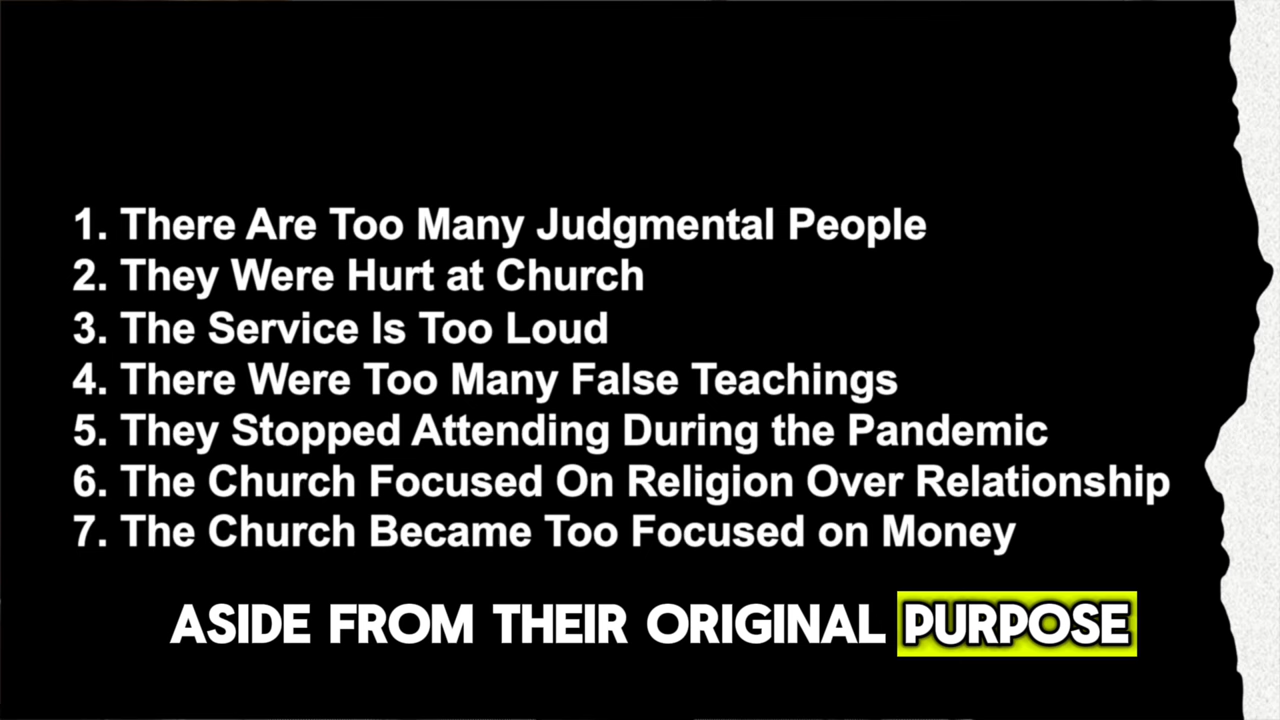 1. There Are Too Many Judgmental People
2. They Were Hurt at Church
3. The Service Is Too Loud
4. There Were Too Many False Teachings
5. They Stopped Attending During the Pandemic
6. The Church Focused On Religion Over Relationship
7. The Church Became Too Focused on Money
ASIDE FROM THEIR ORIGINAL PURPOSE